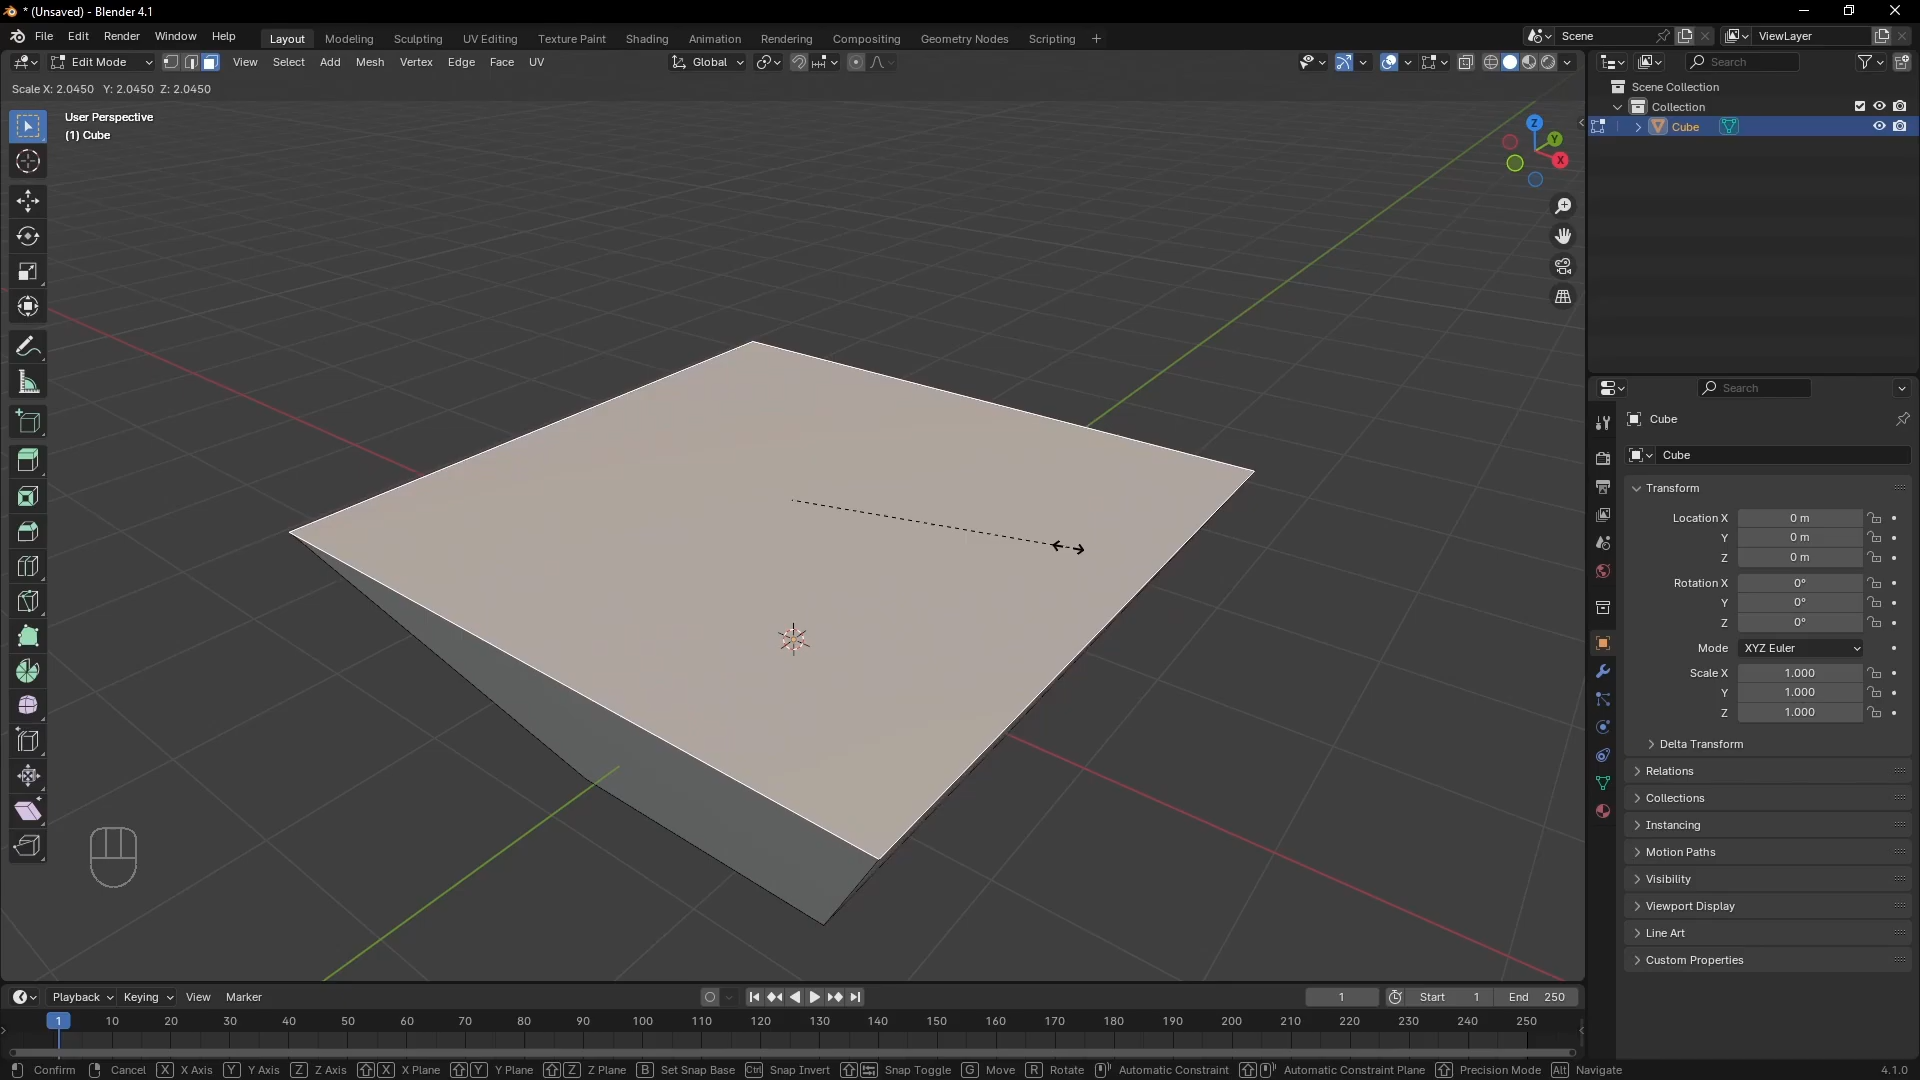 * (Unsaved) - Blender 4.1
File Edit Render Window Help Layout Modeling Sculpting UV Editing Texture Paint Shading Animation Rendering Compositing Geometry Nodes Scripting + Scene ViewLayer
Edit Mode View Select Add Mesh Vertex Edge Face UV Global Search
Scale X: 2.0450 Y: 2.0450 Z: 2.0450
User Perspective
(1) Cube
Z
Y
X
Scene Collection
Collection
Cube
Search
Cube
Cube
Transform
Location X 0 m
Y 0 m
Z 0 m
Rotation X 0°
Y 0°
Z 0°
Mode XYZ Euler
Scale X 1.000
Y 1.000
Z 1.000
Delta Transform
Relations
Collections
Instancing
Motion Paths
Visibility
Viewport Display
Line Art
Custom Properties
Playback Keying View Marker 1 Start 1 End 250
1 10 20 30 40 50 60 70 80 90 100 110 120 130 140 150 160 170 180 190 200 210 220 230 240 250
Confirm Cancel X X Axis Y Y Axis Z Z Axis X X Plane Y Y Plane Z Z Plane B Set Snap Base Ctrl Snap Invert Snap Toggle G Move R Rotate Automatic Constraint Automatic Constraint Plane Precision Mode Alt Navigate 4.1.0